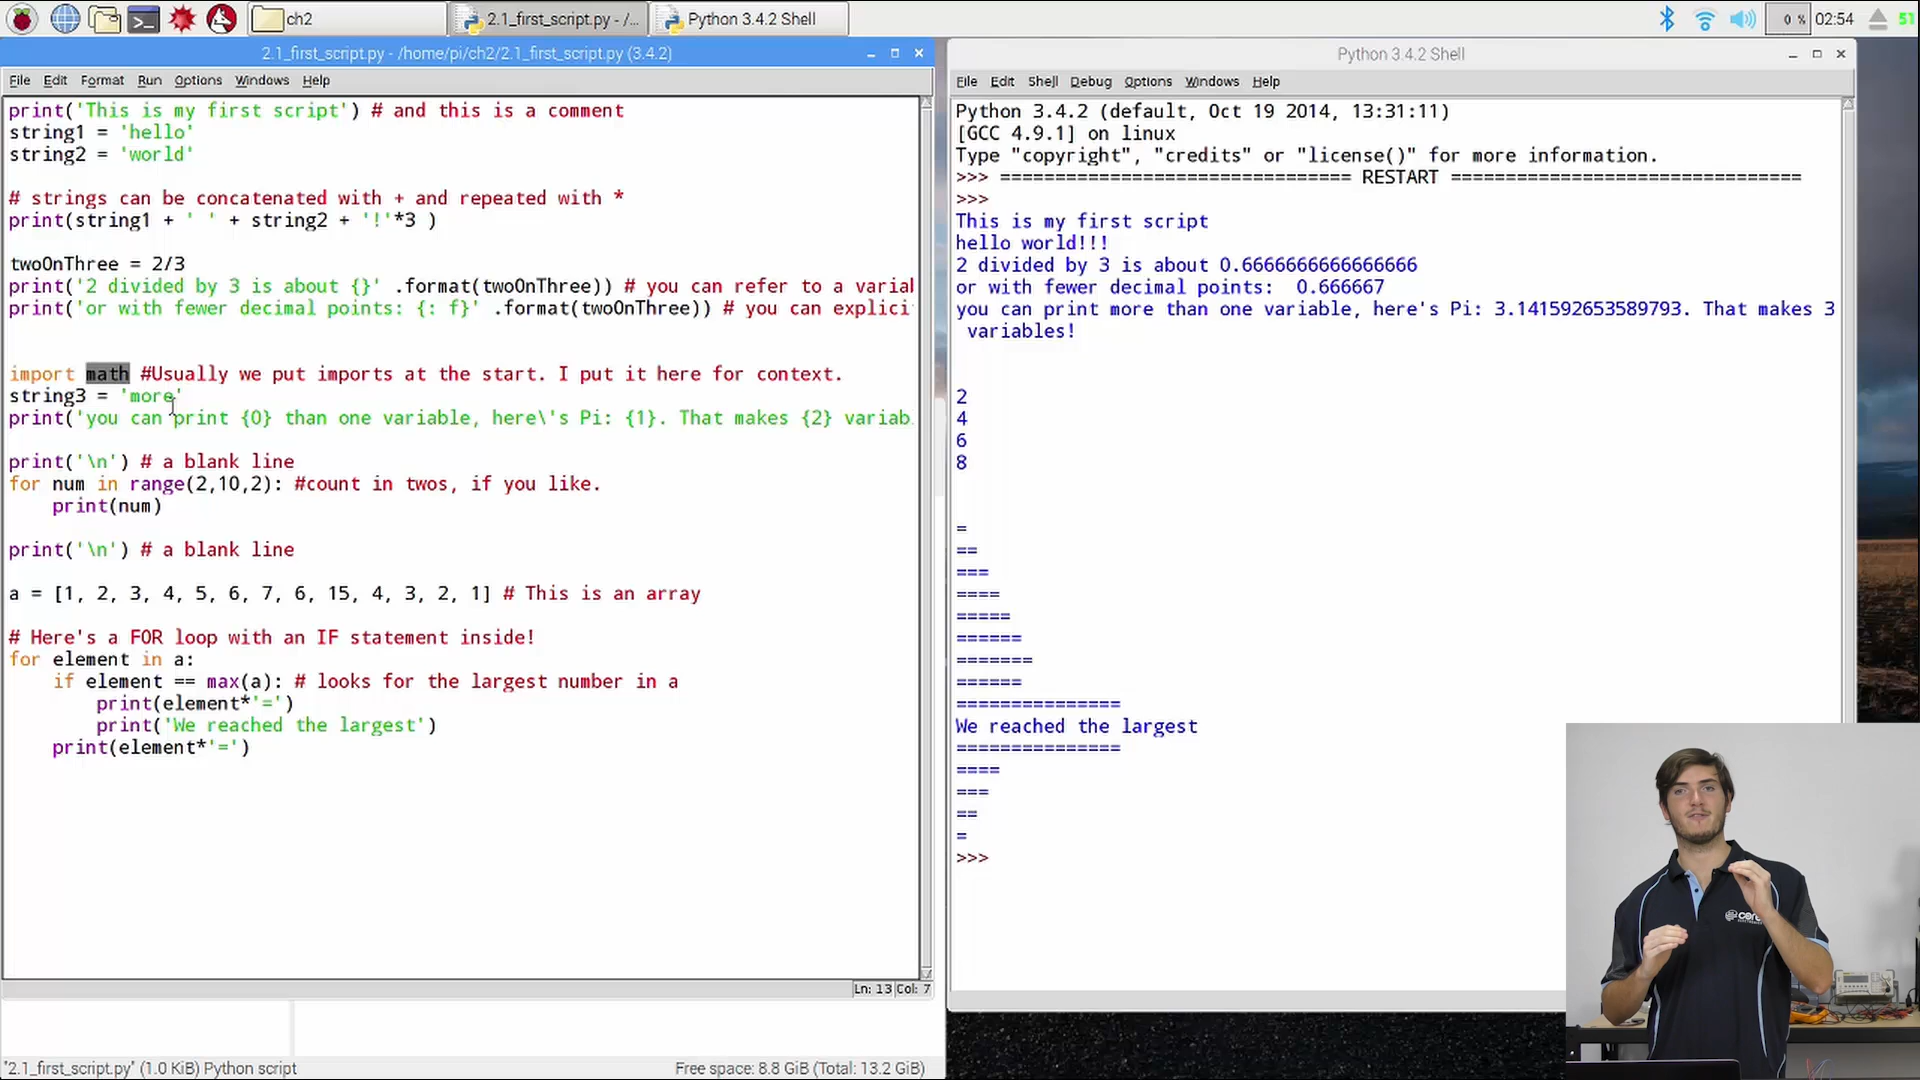 ch2
2.1_first_script.py - /...
Python 3.4.2 Shell
0 %
02:54
51
2.1_first_script.py - /home/pi/ch2/2.1_first_script.py (3.4.2)
File Edit Format Run Options Windows Help
print('This is my first script') # and this is a comment
string1 = 'hello'
string2 = 'world'
# strings can be concatenated with + and repeated with *
print(string1 + ' ' + string2 + '!'*3 )
twoOnThree = 2/3
print('2 divided by 3 is about {}' .format(twoOnThree)) # you can refer to a variab
print('or with fewer decimal points: {: f}' .format(twoOnThree)) # you can explici
import math #Usually we put imports at the start. I put it here for context.
string3 = 'more'
print('you can print {0} than one variable, here\'s Pi: {1}. That makes {2} variab
print('\n') # a blank line
for num in range(2,10,2): #count in twos, if you like.
    print(num)
print('\n') # a blank line
a = [1, 2, 3, 4, 5, 6, 7, 6, 15, 4, 3, 2, 1] # This is an array
# Here's a FOR loop with an IF statement inside!
for element in a:
    if element == max(a): # looks for the largest number in a
        print(element*'=')
        print('We reached the largest')
    print(element*'=')
Ln: 13 Col: 7
"2.1_first_script.py" (1.0 KiB) Python script
Free space: 8.8 GiB (Total: 13.2 GiB)
Python 3.4.2 Shell
File Edit Shell Debug Options Windows Help
Python 3.4.2 (default, Oct 19 2014, 13:31:11)
[GCC 4.9.1] on linux
Type "copyright", "credits" or "license()" for more information.
>>> ================================ RESTART ================================
>>>
This is my first script
hello world!!!
2 divided by 3 is about 0.6666666666666666
or with fewer decimal points:  0.666667
you can print more than one variable, here's Pi: 3.141592653589793. That makes 3
 variables!
2
4
6
8
=
==
===
====
=====
======
=======
======
===============
We reached the largest
===============
====
===
==
=
>>>
core